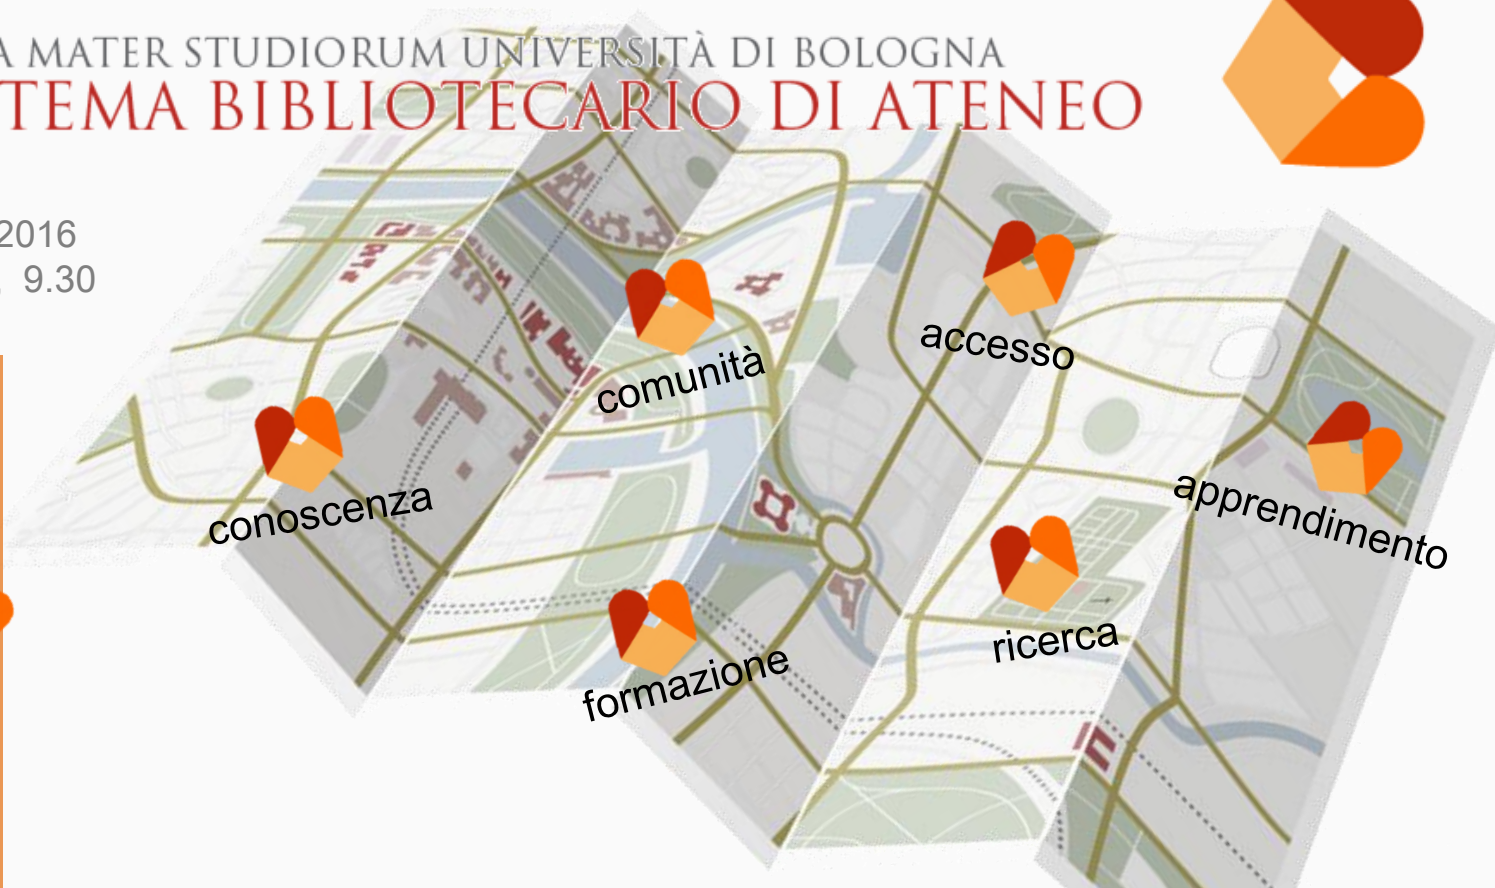 A MATER STUDIORUM UNIVERSITÀ DI BOLOGNA
TEMA BIBLIOTECARIO DI ATENEO
2016
9.30
accesso
comunità
apprendimento
conoscenza
ricerca
formazione